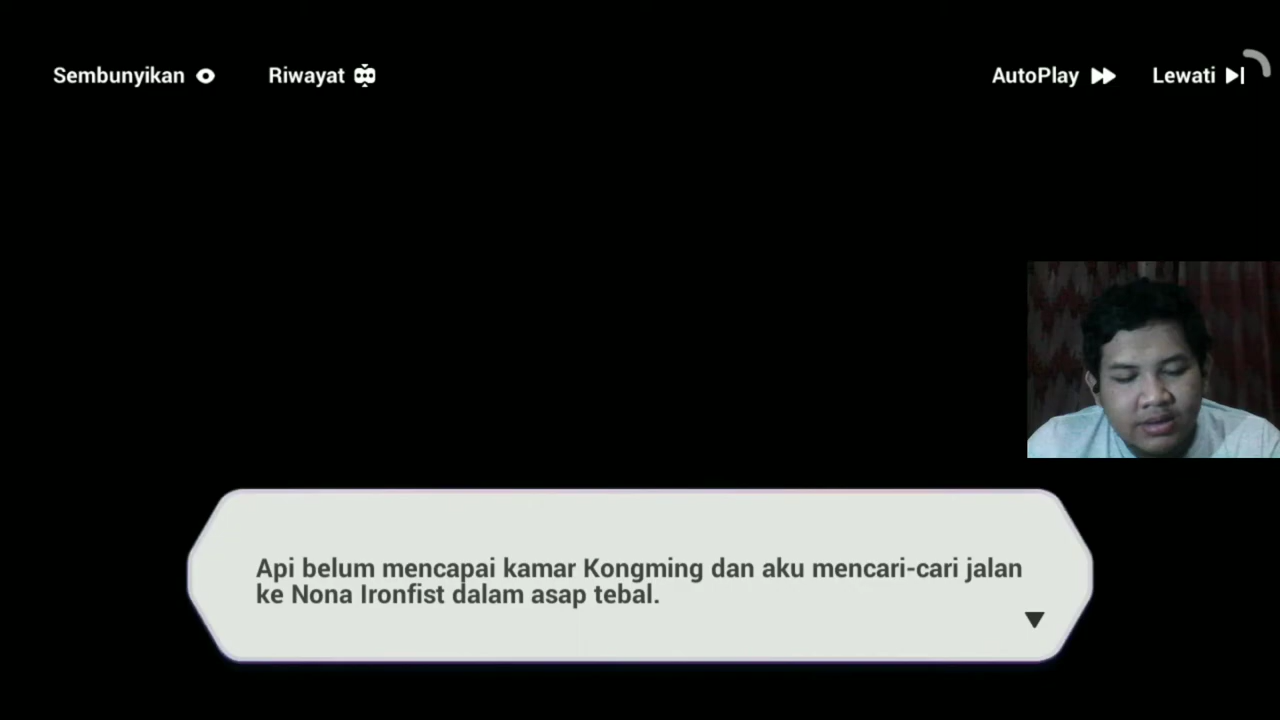 Sembunyikan
Riwayat
AutoPlay
Lewati
Api belum mencapai kamar Kongming dan aku mencari-cari jalan
ke Nona Ironfist dalam asap tebal.